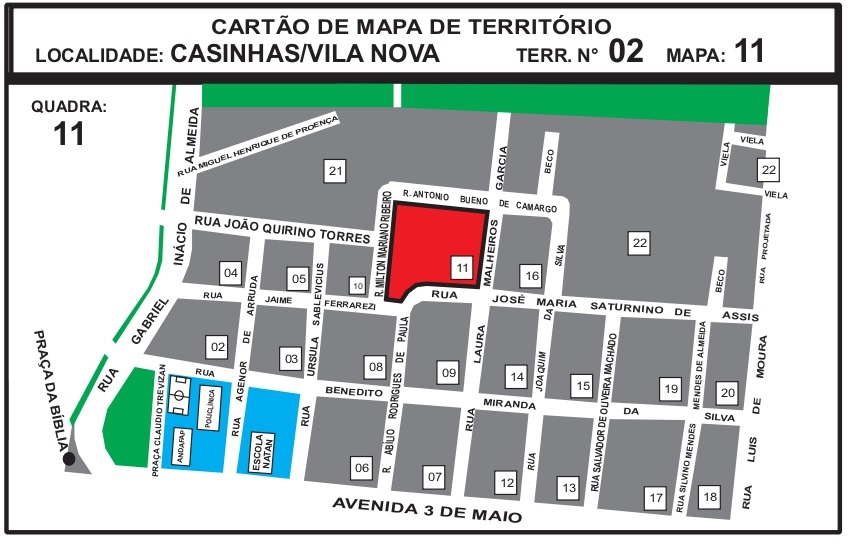 CARTÃO DE MAPA DE TERRITÓRIO
LOCALIDADE: CASINHAS/VILA NOVA TERR. N° 02 MAPA: 11
QUADRA:
11
RUA MIGUEL HENRIQUE DE PROENÇA
RUA GABRIEL INÁCIO DE ALMEIDA
21
R. ANTONIO BUENO DE CAMARGO
GARCIA
BECO
VIELA
VIELA
22
VIELA
RUA PROJETADA
RUA JOÃO QUIRINO TORRES
R. MILTON MARIANO RIBEIRO
11
MALHEIROS
16
SILVA
22
BECO
04
05
10
RUA JAIME FERRAREZI
RUA JOSÉ MARIA SATURNINO DE ASSIS
02
03
08
09
14
15
19
20
RUA AGENOR DE ARRUDA
RUA URSULA SABLEVICIUS
R. ABÍLIO RODRIGUES DE PAULA
RUA LAURA
RUA JOAQUIM DA
RUA SALVADOR DE OLIVEIRA MACHADO
MENDES DE ALMEIDA
RUA SILVINO MENDES
RUA LUIS DE MOURA
PRAÇA DA BÍBLIA
PRAÇA CLAUDIO TREVIZAN
RUA BENEDITO MIRANDA DA SILVA
POLICLÍNICA
ANDAPAP
ESCOLA
NATAN
06
07
12
13
17
18
AVENIDA 3 DE MAIO